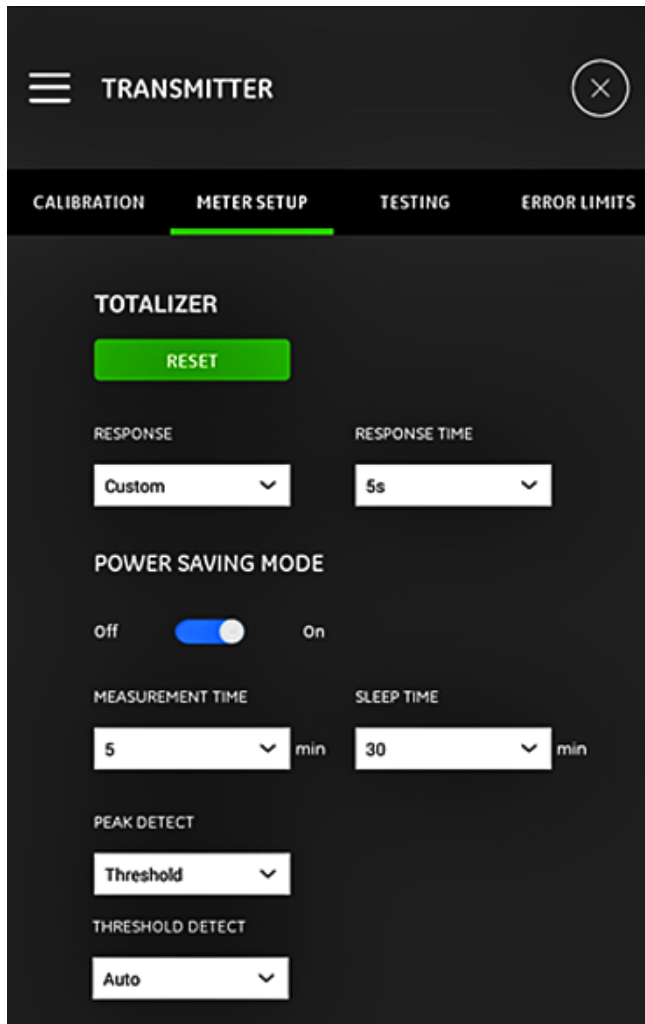 TRANSMITTER
CALIBRATION METER SETUP TESTING ERROR LIMITS
TOTALIZER
RESET
RESPONSE RESPONSE TIME
Custom 5s
POWER SAVING MODE
Off On
MEASUREMENT TIME SLEEP TIME
5 min 30 min
PEAK DETECT
Threshold
THRESHOLD DETECT
Auto